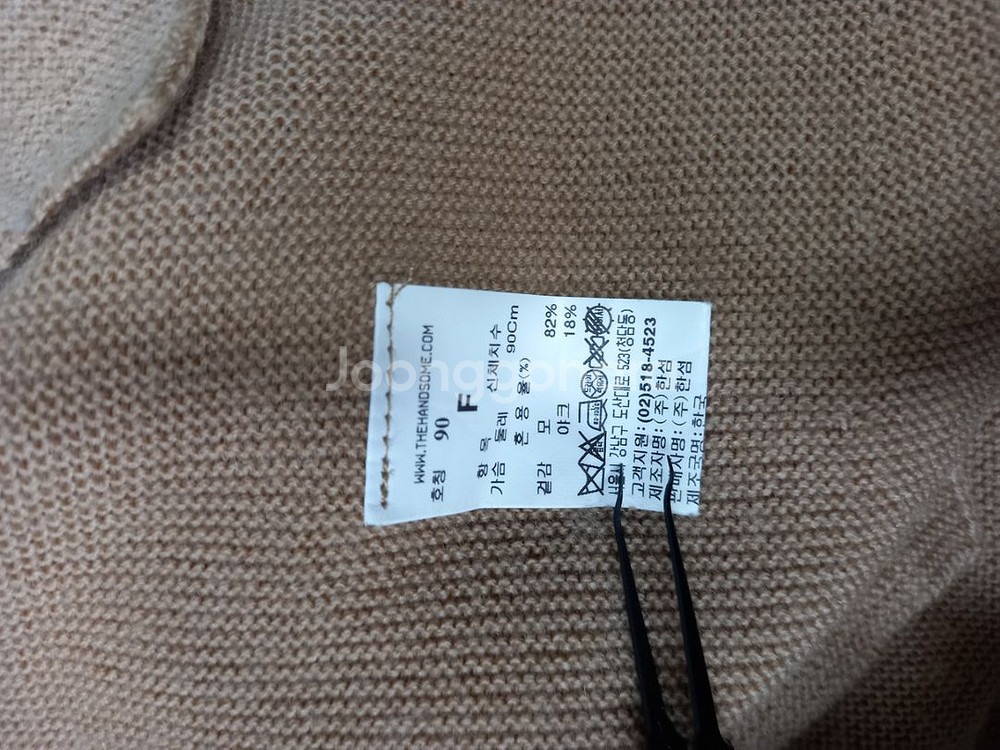 WWW.THEHANDSOME.COM
호칭 90 F
항 목 신체치수
가슴 둘레 90Cm
혼 용 율(%)
겉감 모 82%
야크 18%
서울시 강남구 도산대로 523(청담동)
고객지원:(02)518-4523
제조자명:(주)한섬
판매자명:(주)한섬
제조국명:한국